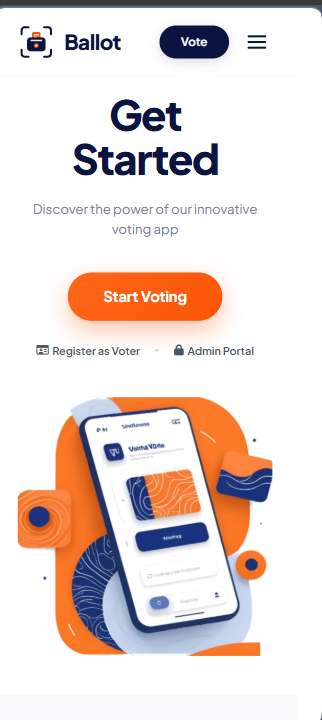 Ballot
Vote
Get
Started
Discover the power of our innovative
voting app
Start Voting
Register as Voter
Admin Portal